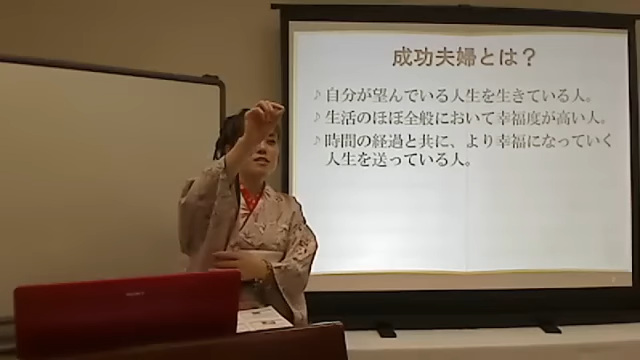 成功夫婦とは？
♪自分が望んでいる人生を生きている人。
♪生活のほぼ全般において幸福度が高い人。
♪時間の経過と共に、より幸福になっていく
人生を送っている人。
SONY